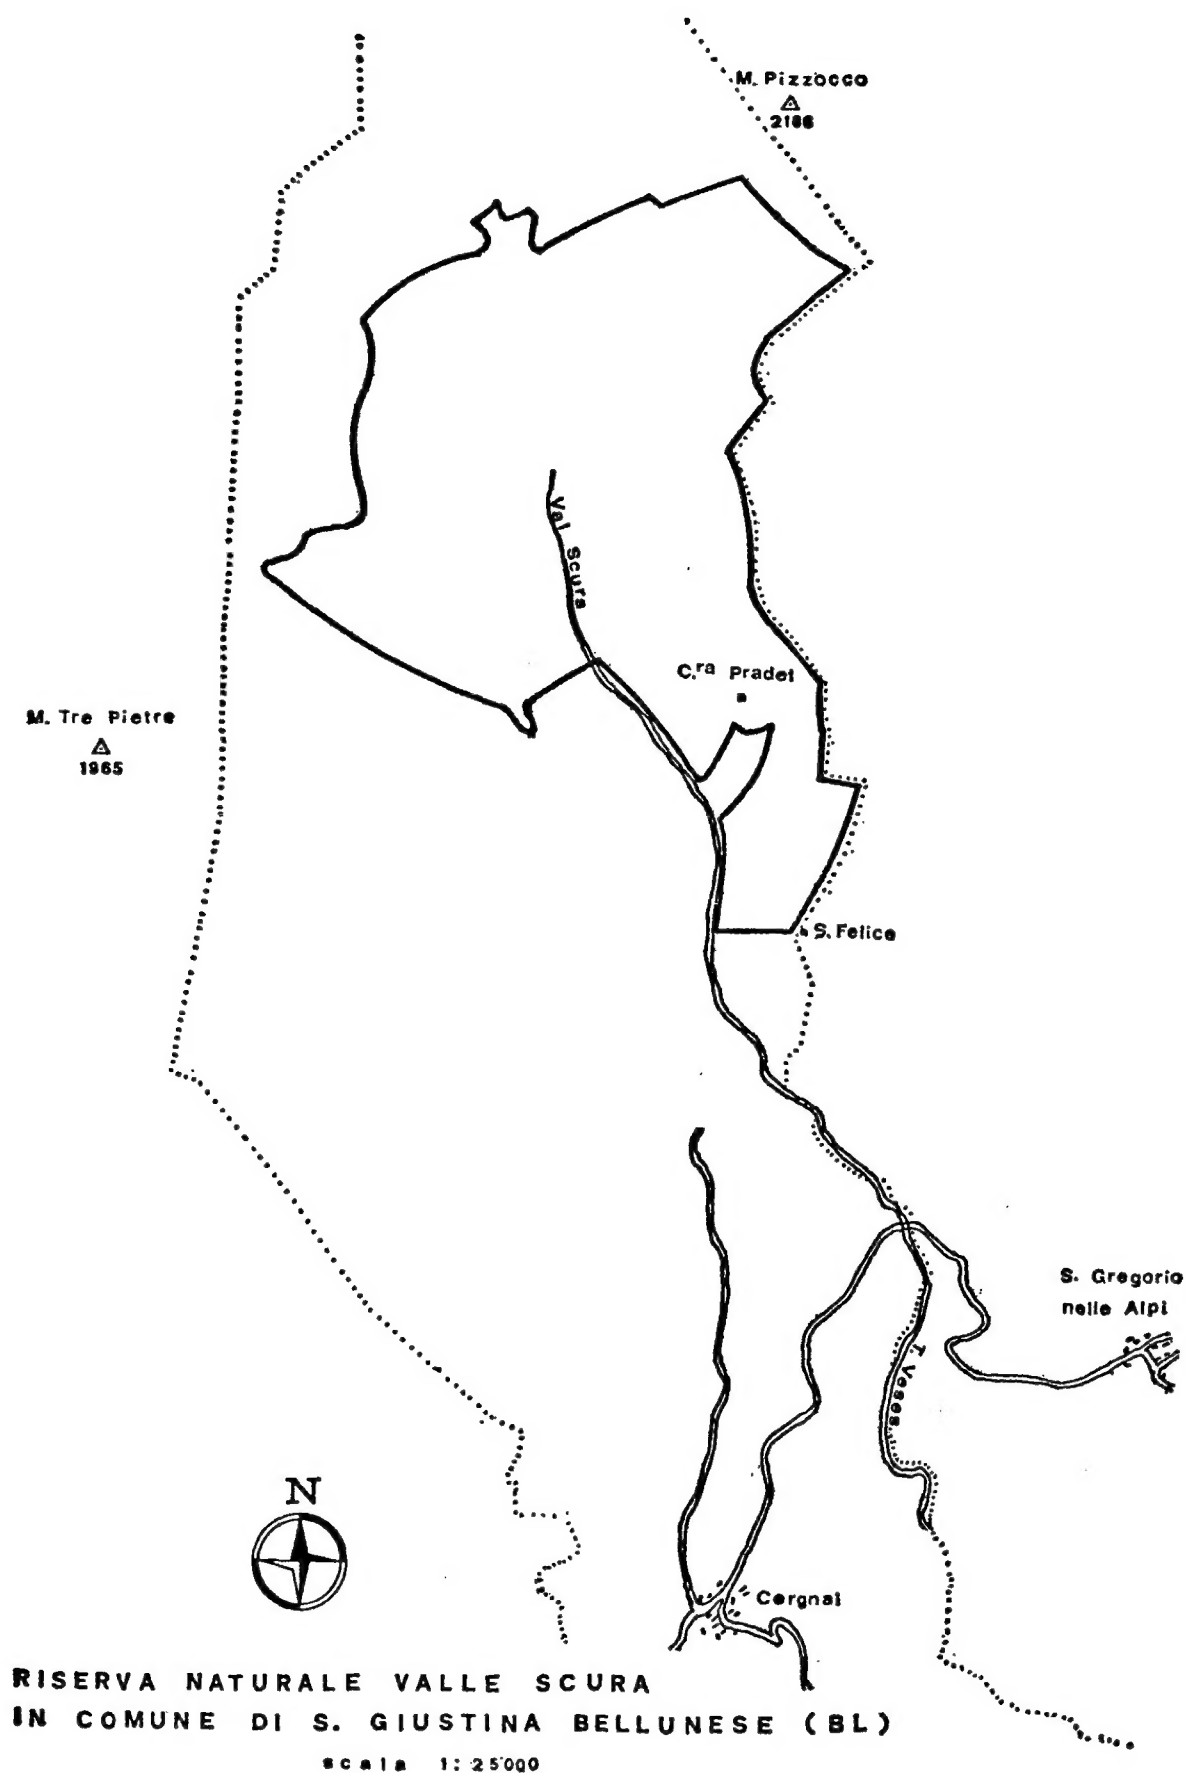 M. Pizzocco
2186
Val Scura
C.ra Pradel
M. Tre Pietre
1965
S. Felice
S. Gregorio
nelle Alpi
T. Veses
N
Cergnai
RISERVA NATURALE VALLE SCURA
IN COMUNE DI S. GIUSTINA BELLUNESE (BL)
scala 1:25000